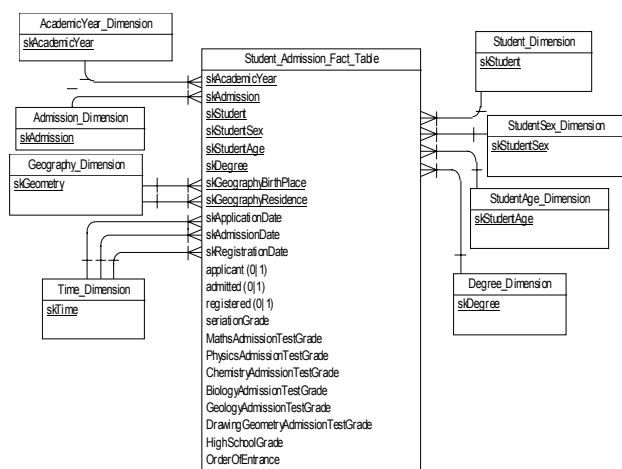 AcademicYear_Dimension
skAcademicYear
Admission_Dimension
skAdmission
Geography_Dimension
skGeometry
Time_Dimension
skTime
Student_Admission_Fact_Table
skAcademicYear
skAdmission
skStudent
skStudentSex
skStudentAge
skDegree
skGeographyBirthPlace
skGeographyResidence
skApplicationDate
skAdmissionDate
skRegistrationDate
applicant (0|1)
admitted (0|1)
registered (0|1)
seriationGrade
MathsAdmissionTestGrade
PhysicsAdmissionTestGrade
ChemistryAdmissionTestGrade
BiologyAdmissionTestGrade
GeologyAdmissionTestGrade
DrawingGeometryAdmissionTestGrade
HighSchoolGrade
OrderOfEntrance
Student_Dimension
skStudent
StudentSex_Dimension
skStudentSex
StudentAge_Dimension
skStudentAge
Degree_Dimension
skDegree